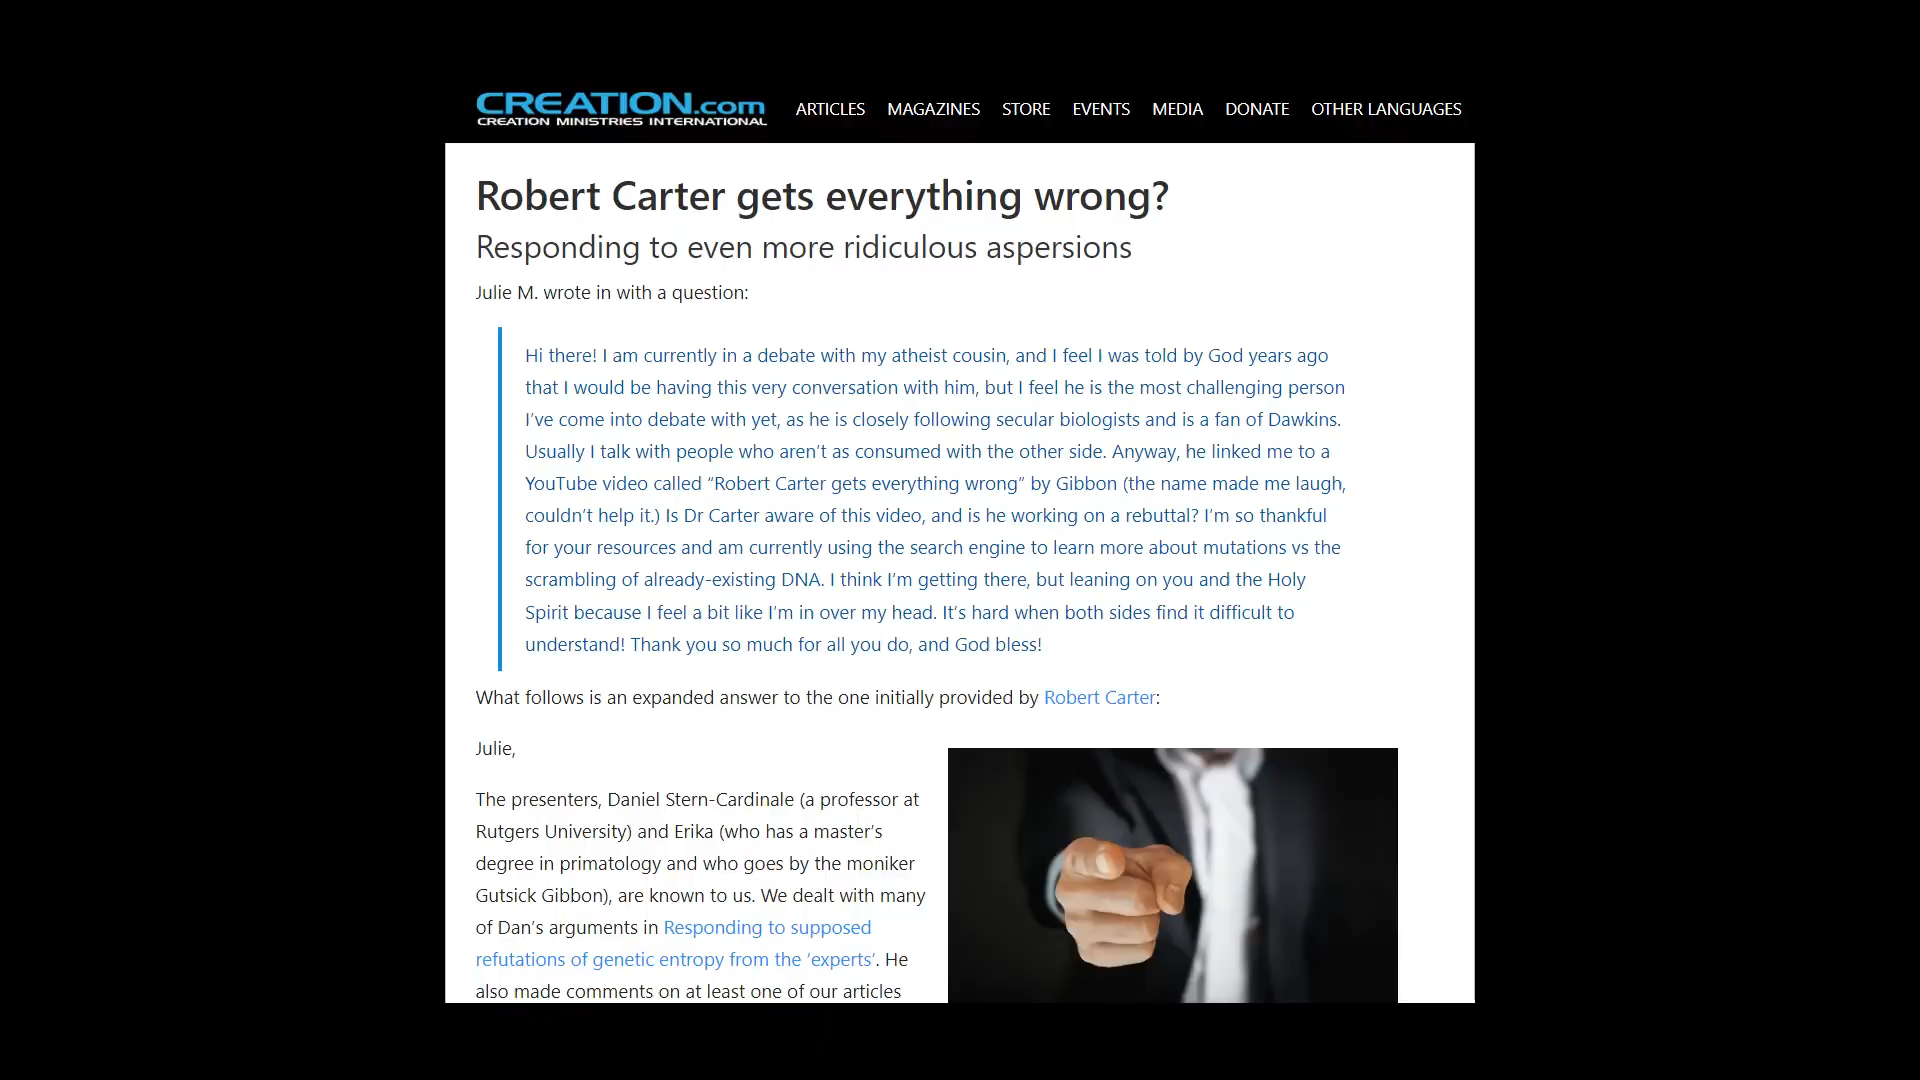 CREATION.com
CREATION MINISTRIES INTERNATIONAL
ARTICLES MAGAZINES STORE EVENTS MEDIA DONATE OTHER LANGUAGES
Robert Carter gets everything wrong?
Responding to even more ridiculous aspersions
Julie M. wrote in with a question:
Hi there! I am currently in a debate with my atheist cousin, and I feel I was told by God years ago
that I would be having this very conversation with him, but I feel he is the most challenging person
I’ve come into debate with yet, as he is closely following secular biologists and is a fan of Dawkins.
Usually I talk with people who aren’t as consumed with the other side. Anyway, he linked me to a
YouTube video called “Robert Carter gets everything wrong” by Gibbon (the name made me laugh,
couldn’t help it.) Is Dr Carter aware of this video, and is he working on a rebuttal? I’m so thankful
for your resources and am currently using the search engine to learn more about mutations vs the
scrambling of already-existing DNA. I think I’m getting there, but leaning on you and the Holy
Spirit because I feel a bit like I’m in over my head. It’s hard when both sides find it difficult to
understand! Thank you so much for all you do, and God bless!
What follows is an expanded answer to the one initially provided by Robert Carter:
Julie,
The presenters, Daniel Stern-Cardinale (a professor at
Rutgers University) and Erika (who has a master’s
degree in primatology and who goes by the moniker
Gutsick Gibbon), are known to us. We dealt with many
of Dan’s arguments in Responding to supposed
refutations of genetic entropy from the ‘experts’. He
also made comments on at least one of our articles